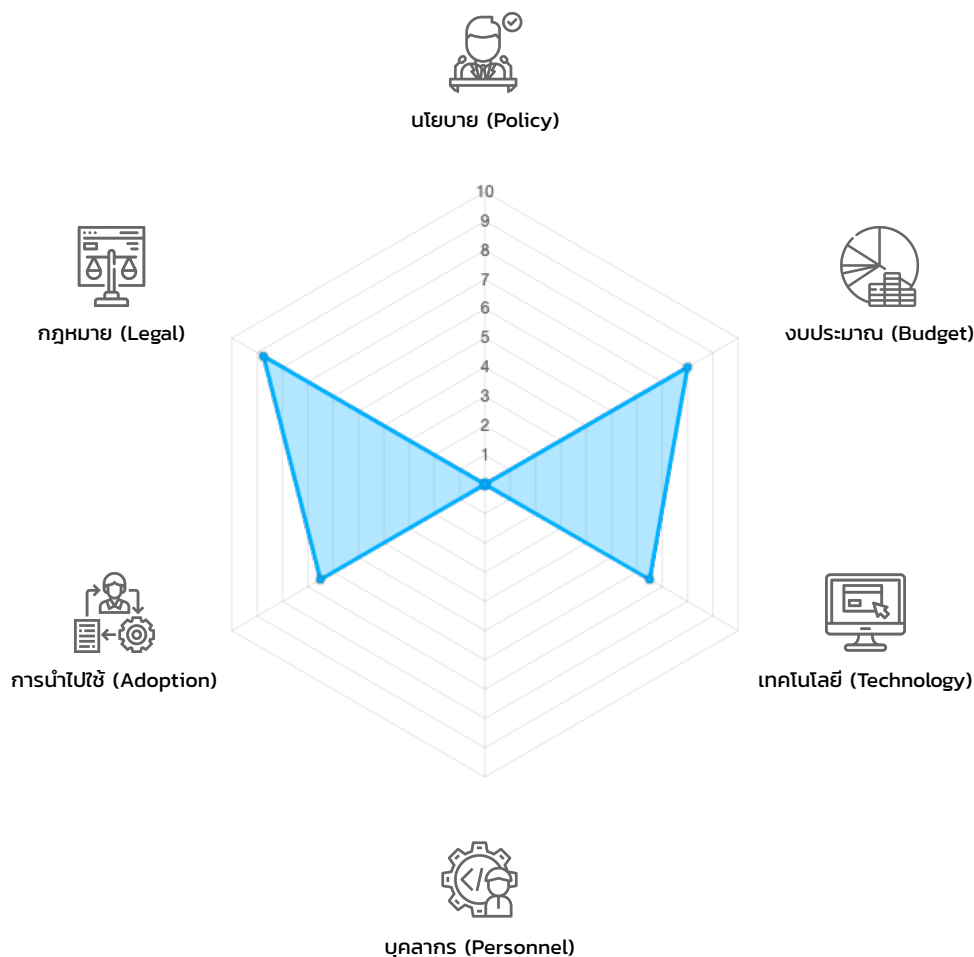 นโยบาย (Policy)
10
9
8
7
6
5
4
3
2
1
กฎหมาย (Legal)
งบประมาณ (Budget)
การนำไปใช้ (Adoption)
เทคโนโลยี (Technology)
บุคลากร (Personnel)